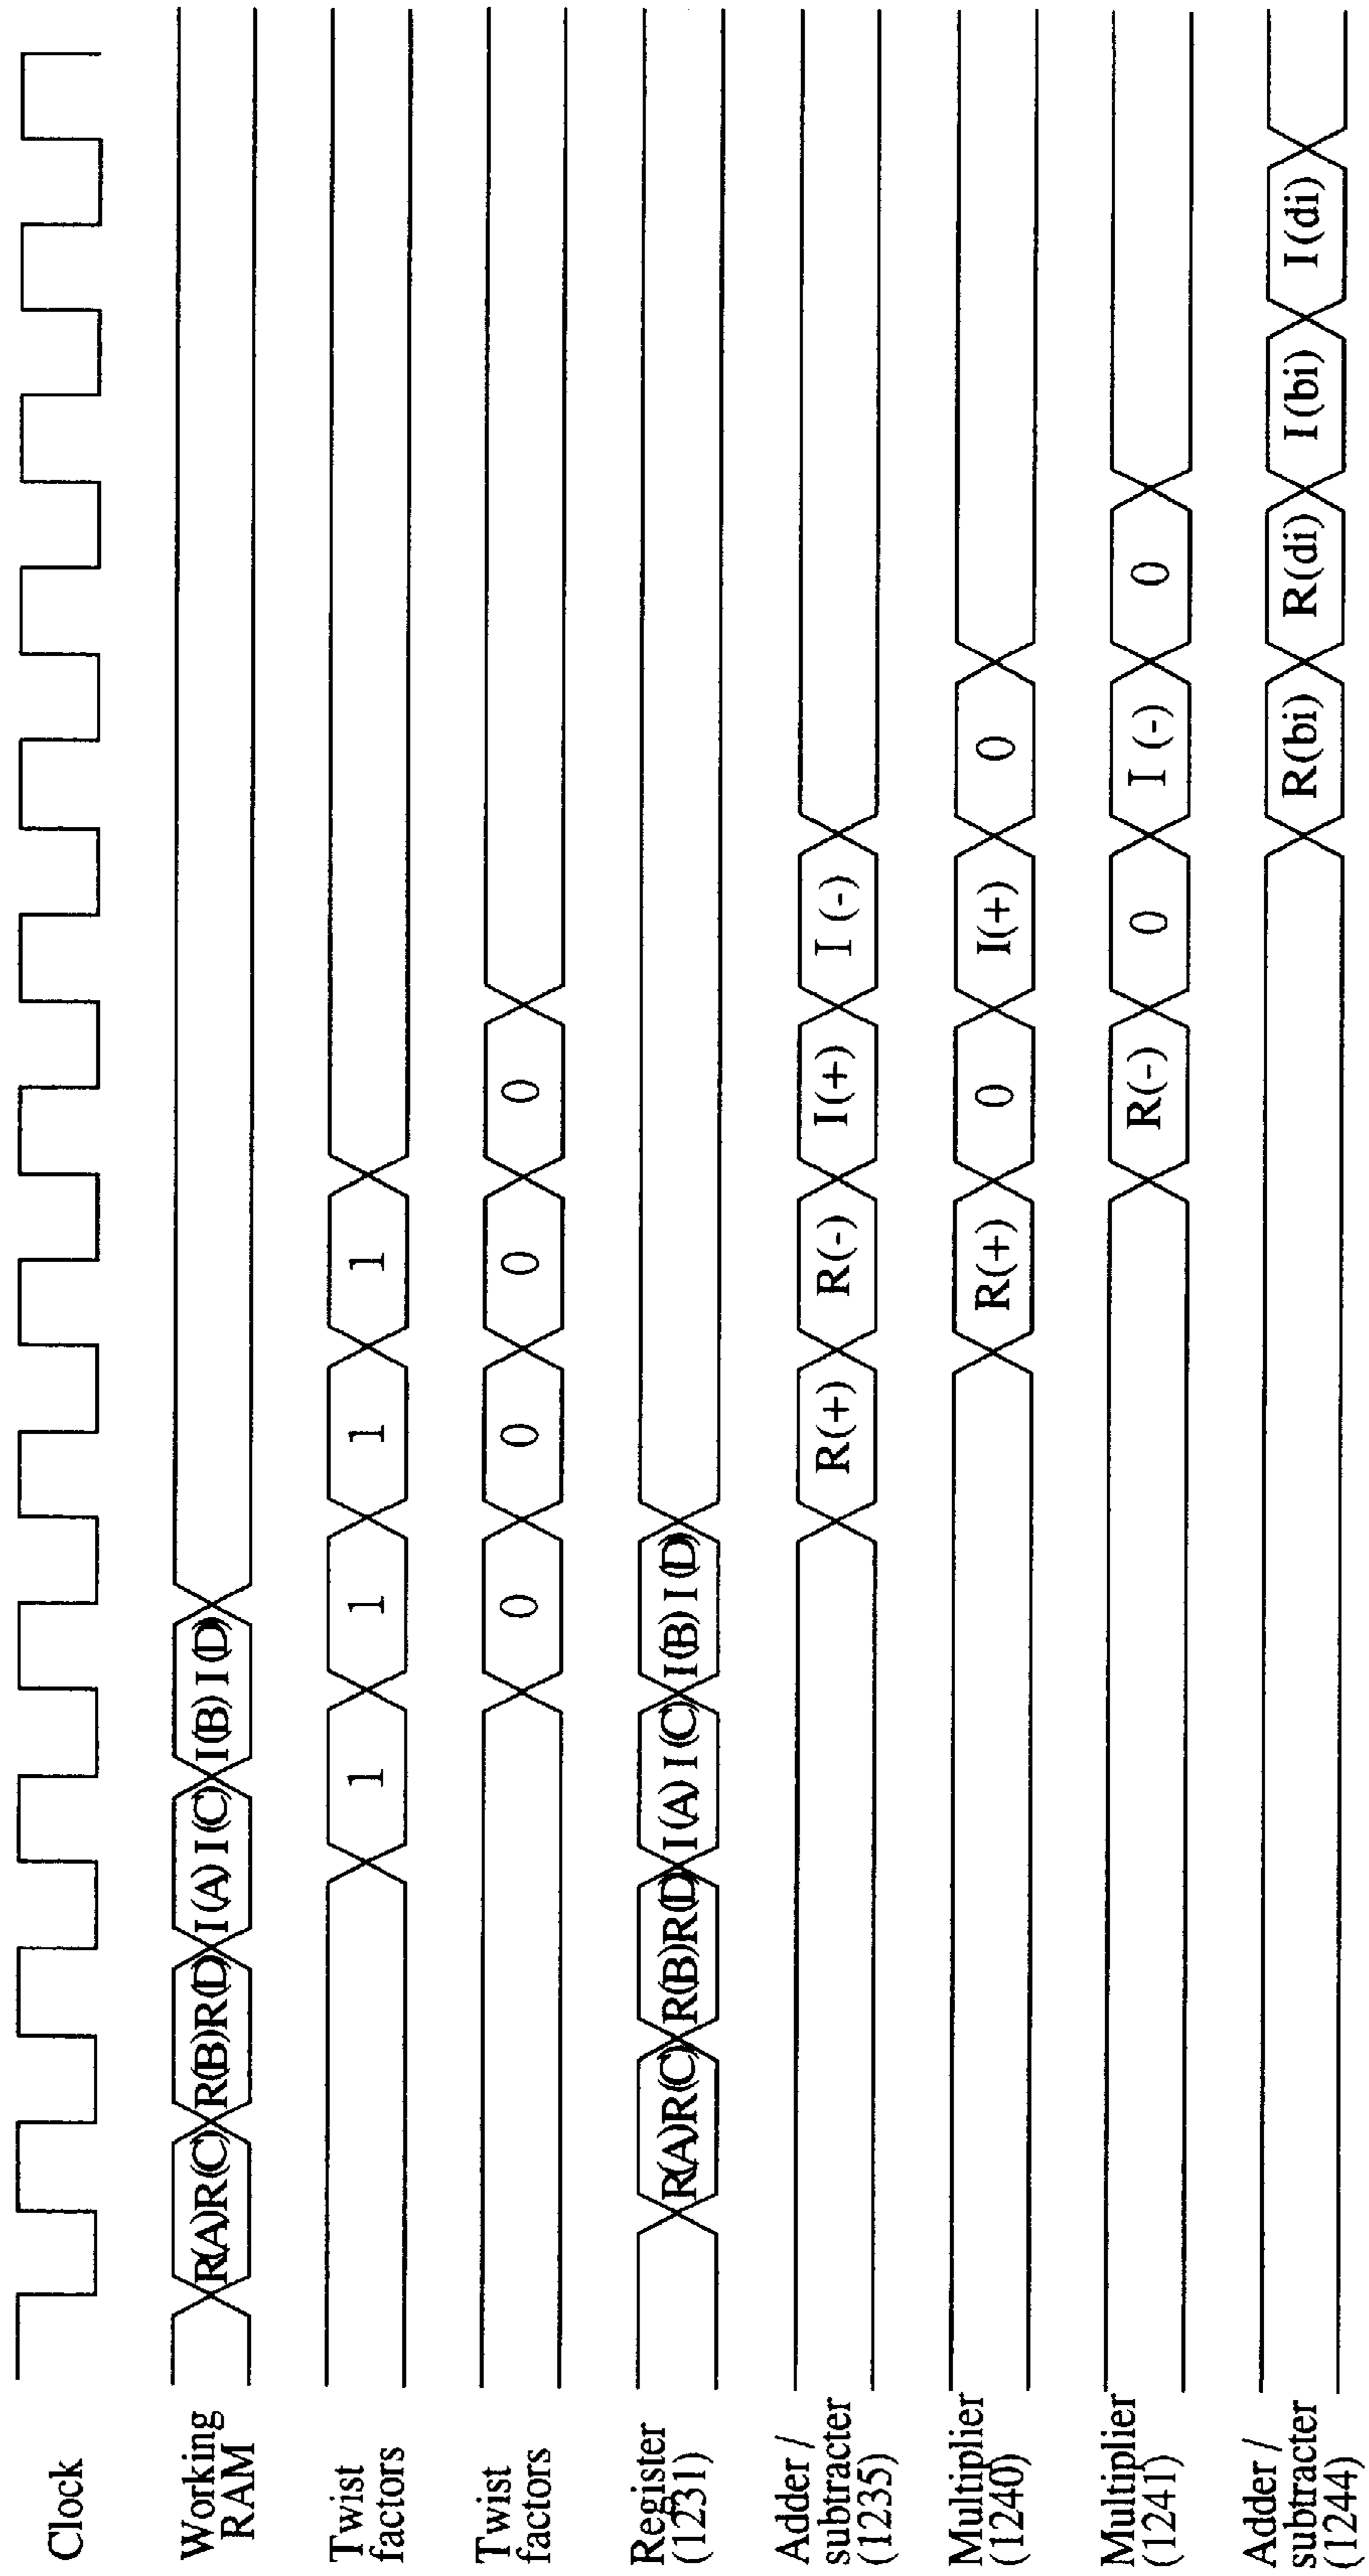 Clock
Working
RAM
R(A)R(C)
R(B)R(D)
I(A) I(C)
I(B) I(D)
Twist
factors
1
1
1
1
Twist
factors
0
0
0
0
Register
(1231)
R(A)R(C)
R(B)R(D)
I(A) I(C)
I(B) I(D)
Adder /
subtracter
(1235)
R(+)
R(-)
I(+)
I (-)
Multiplier
(1240)
R(+)
0
I(+)
0
Multiplier
(1241)
R(-)
0
I (-)
0
Adder /
subtracter
(1244)
R(bi)
R(di)
I(bi)
I(di)